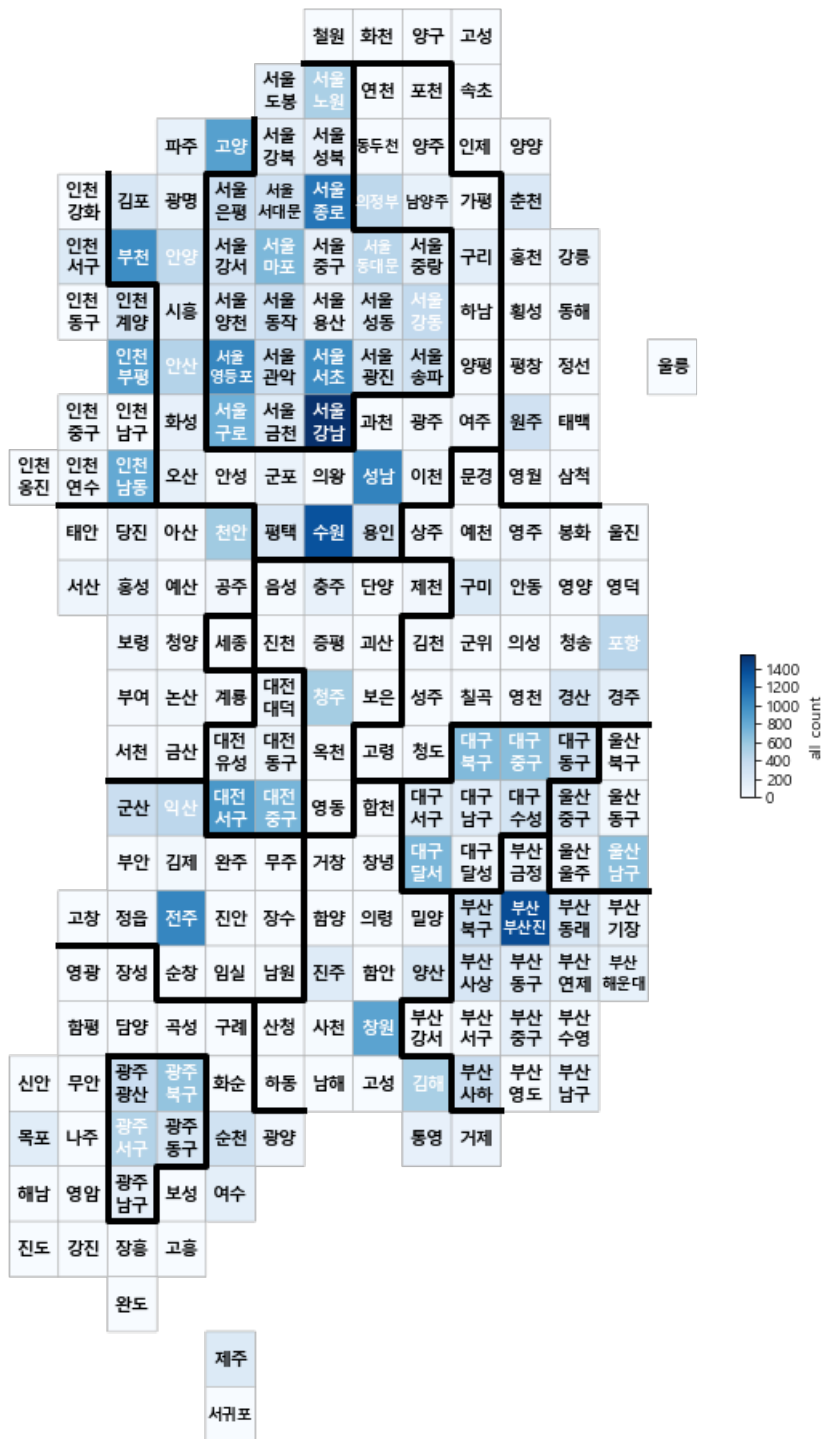 철원 화천 양구 고성
서울 도봉 서울 노원 연천 포천 속초
파주 고양 서울 강북 서울 성북 동두천 양주 인제 양양
인천 강화 김포 광명 서울 은평 서울 서대문 서울 종로 의정부 남양주 가평 춘천
인천 서구 부천 안양 서울 강서 서울 마포 서울 중구 서울 동대문 서울 중랑 구리 홍천 강릉
인천 동구 인천 계양 시흥 서울 양천 서울 동작 서울 용산 서울 성동 서울 강동 하남 횡성 동해
인천 부평 안산 서울 영등포 서울 관악 서울 서초 서울 광진 서울 송파 양평 평창 정선 울릉
인천 중구 인천 남구 화성 서울 구로 서울 금천 서울 강남 과천 광주 여주 원주 태백
인천 옹진 인천 연수 인천 남동 오산 안성 군포 의왕 성남 이천 문경 영월 삼척
태안 당진 아산 천안 평택 수원 용인 상주 예천 영주 봉화 울진
서산 홍성 예산 공주 음성 충주 단양 제천 구미 안동 영양 영덕
보령 청양 세종 진천 증평 괴산 김천 군위 의성 청송 포항
부여 논산 계룡 대전 대덕 청주 보은 성주 칠곡 영천 경산 경주
서천 금산 대전 유성 대전 동구 옥천 고령 청도 대구 북구 대구 중구 대구 동구 울산 북구
군산 익산 대전 서구 대전 중구 영동 합천 대구 서구 대구 남구 대구 수성 울산 중구 울산 동구
부안 김제 완주 무주 거창 창녕 대구 달서 대구 달성 부산 금정 울산 울주 울산 남구
고창 정읍 전주 진안 장수 함양 의령 밀양 부산 북구 부산 부산진 부산 동래 부산 기장
영광 장성 순창 임실 남원 진주 함안 양산 부산 사상 부산 동구 부산 연제 부산 해운대
함평 담양 곡성 구례 산청 사천 창원 부산 강서 부산 서구 부산 중구 부산 수영
신안 무안 광주 광산 광주 북구 화순 하동 남해 고성 김해 부산 사하 부산 영도 부산 남구
목포 나주 광주 서구 광주 동구 순천 광양 통영 거제
해남 영암 광주 남구 보성 여수
진도 강진 장흥 고흥
완도
제주
서귀포
1400
1200
1000
800
600
400
200
0
all count